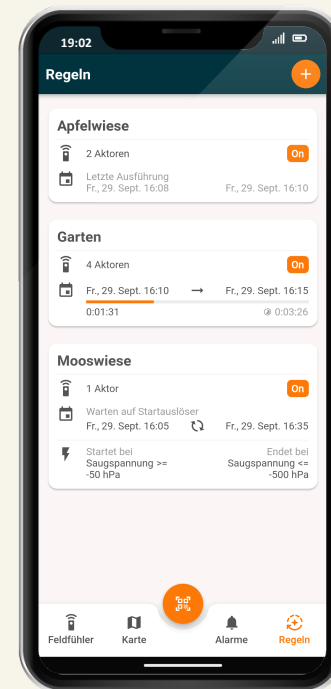 19:02
Regeln
Apfelwiese
2 Aktoren
On
Letzte Ausführung
Fr., 29. Sept. 16:08
Fr., 29. Sept. 16:10
Garten
4 Aktoren
On
Fr., 29. Sept. 16:10 → Fr., 29. Sept. 16:15
0:01:31
0:03:26
Mooswiese
1 Aktor
On
Warten auf Startauslöser
Fr., 29. Sept. 16:05
Fr., 29. Sept. 16:35
Startet bei
Saugspannung >=
-50 hPa
Endet bei
Saugspannung <=
-500 hPa
Feldfühler
Karte
Alarme
Regeln